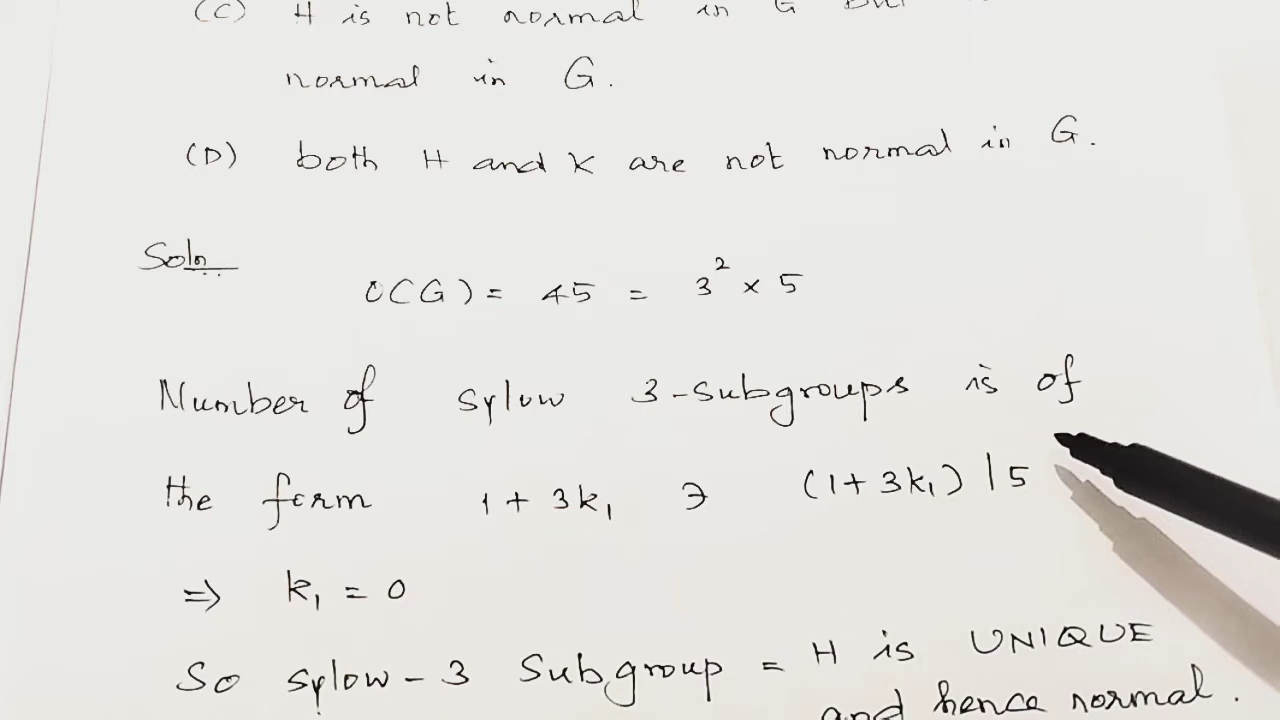 (C) H is not normal in G But
normal in G.
(D) both H and K are not normal in G.
Soln
O(G) = 45 = 3² × 5
Number of sylow 3-subgroups is of
the form 1 + 3k₁ ∋ (1 + 3k₁) | 5
⇒ k₁ = 0
So sylow-3 Subgroup = H is UNIQUE
and hence normal.